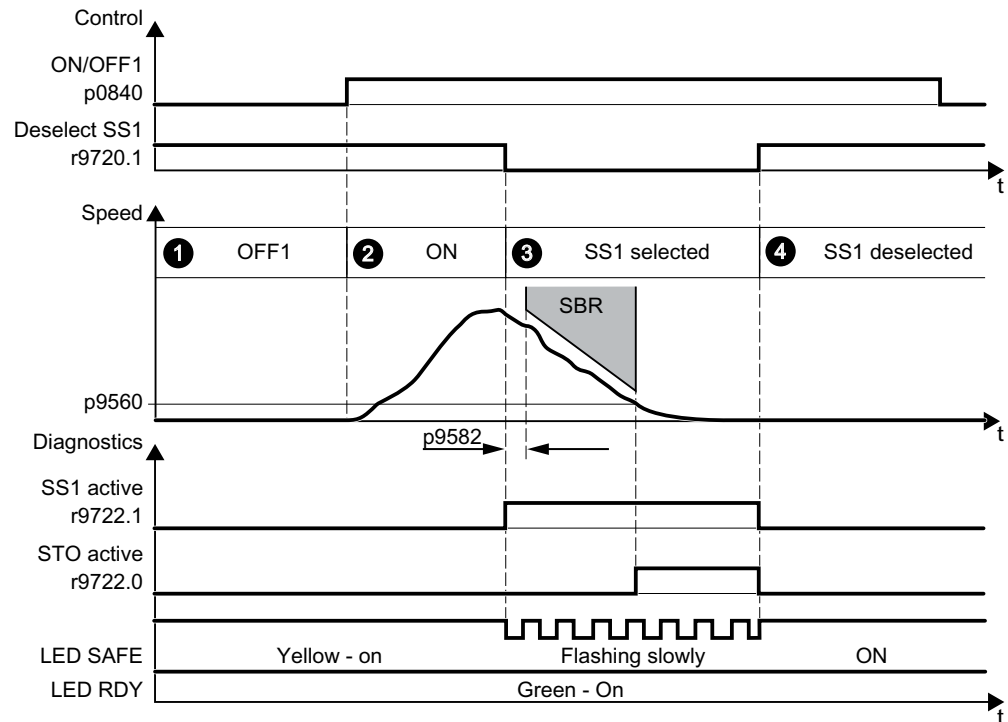 Control
ON/OFF1
p0840
Deselect SS1
r9720.1
t
Speed
1 OFF1 2 ON 3 SS1 selected 4 SS1 deselected
SBR
p9560
t
Diagnostics
p9582
SS1 active
r9722.1
STO active
r9722.0
LED SAFE Yellow - on Flashing slowly ON
LED RDY Green - On
t